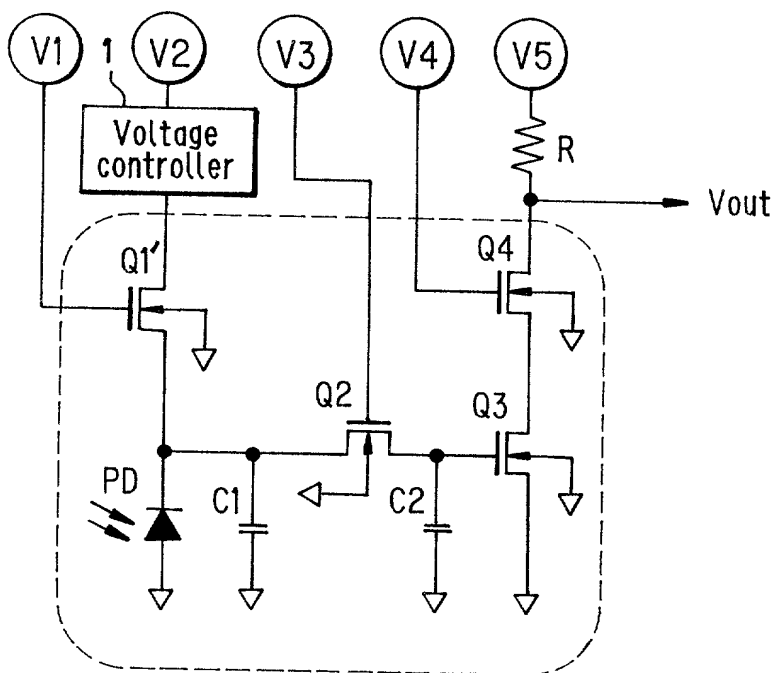 V1
1
V2
V3
V4
V5
Voltage
controller
R
Vout
Q1'
Q4
Q2
Q3
PD
C1
C2